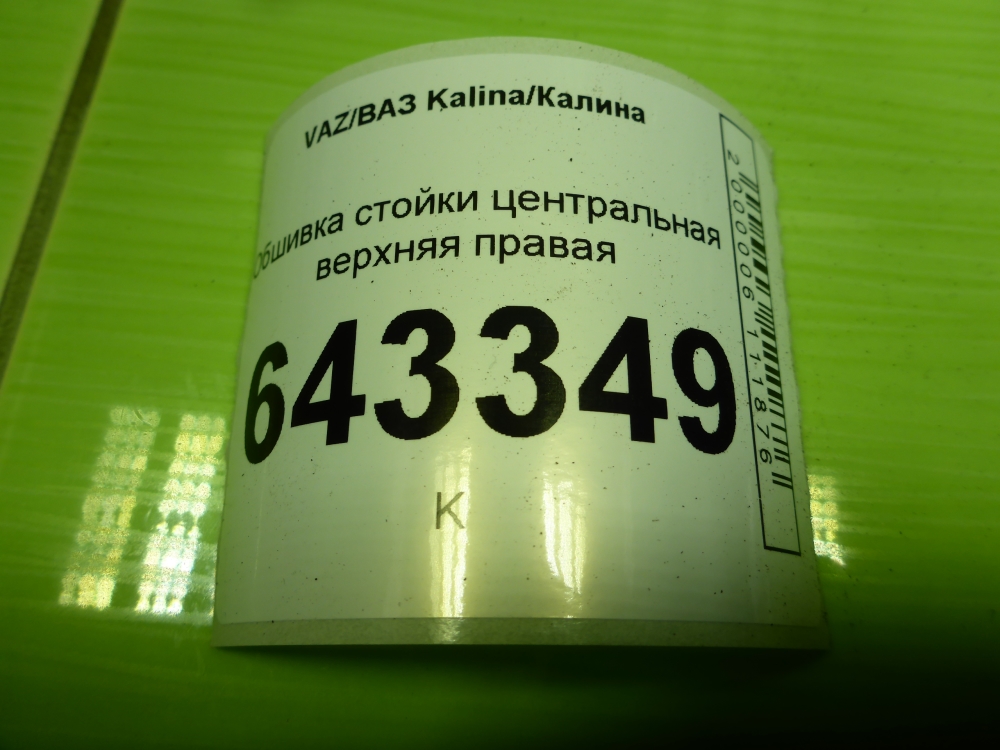 VAZ/ВАЗ Kalina/Калина
Обшивка стойки центральная
верхняя правая
643349
К
2000006111876